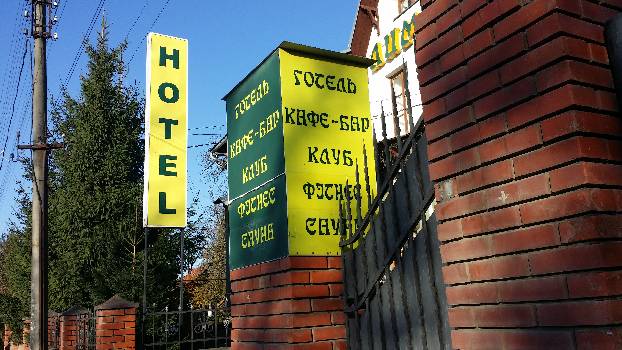 HOTEL
ГОТЕЛЬ
КАФЕ-БАР
КЛУБ
ФІТНЕС
САУНА
ГОТЕЛЬ
КАФЕ-БАР
КЛУБ
ФІТНЕС
САУНА